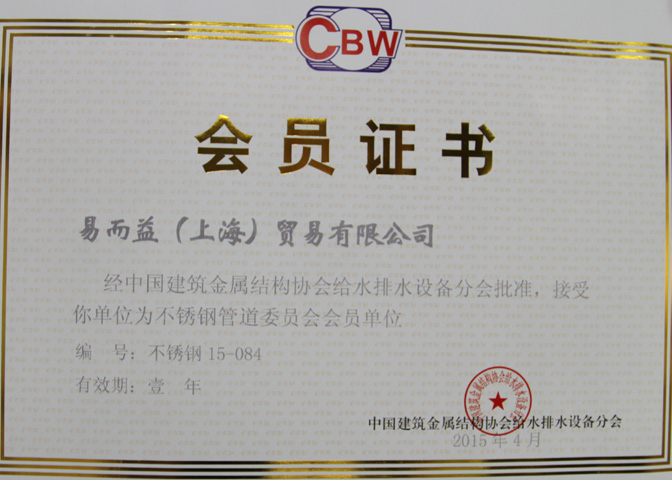 CBW
会员证书
易而益（上海）贸易有限公司
经中国建筑金属结构协会给水排水设备分会批准，接受
你单位为不锈钢管道委员会会员单位
编 号：不锈钢15-084
有效期：壹 年
中国建筑金属结构协会给水排水设备分会
2015年4月